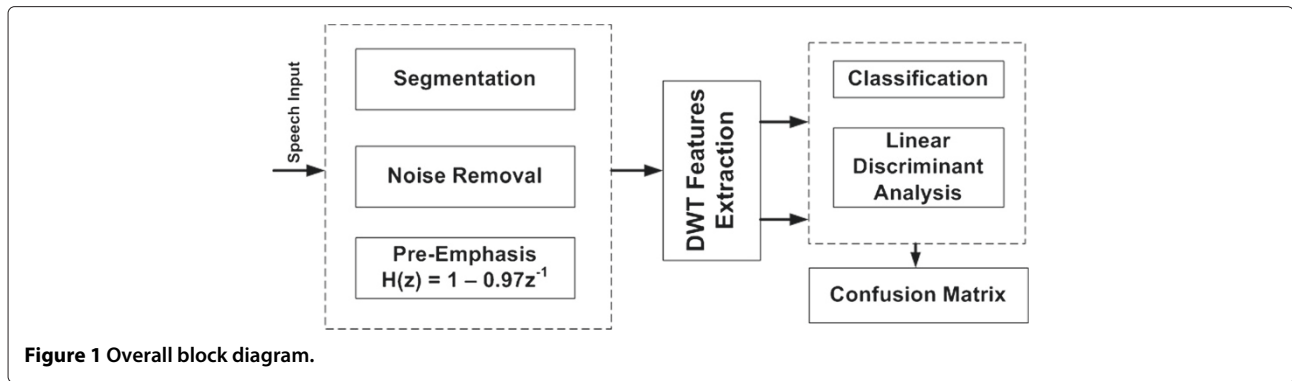 Speech Input
Segmentation
Noise Removal
Pre-Emphasis
H(z) = 1 – 0.97z⁻¹
DWT Features
Extraction
Classification
Linear
Discriminant
Analysis
Confusion Matrix
Figure 1 Overall block diagram.